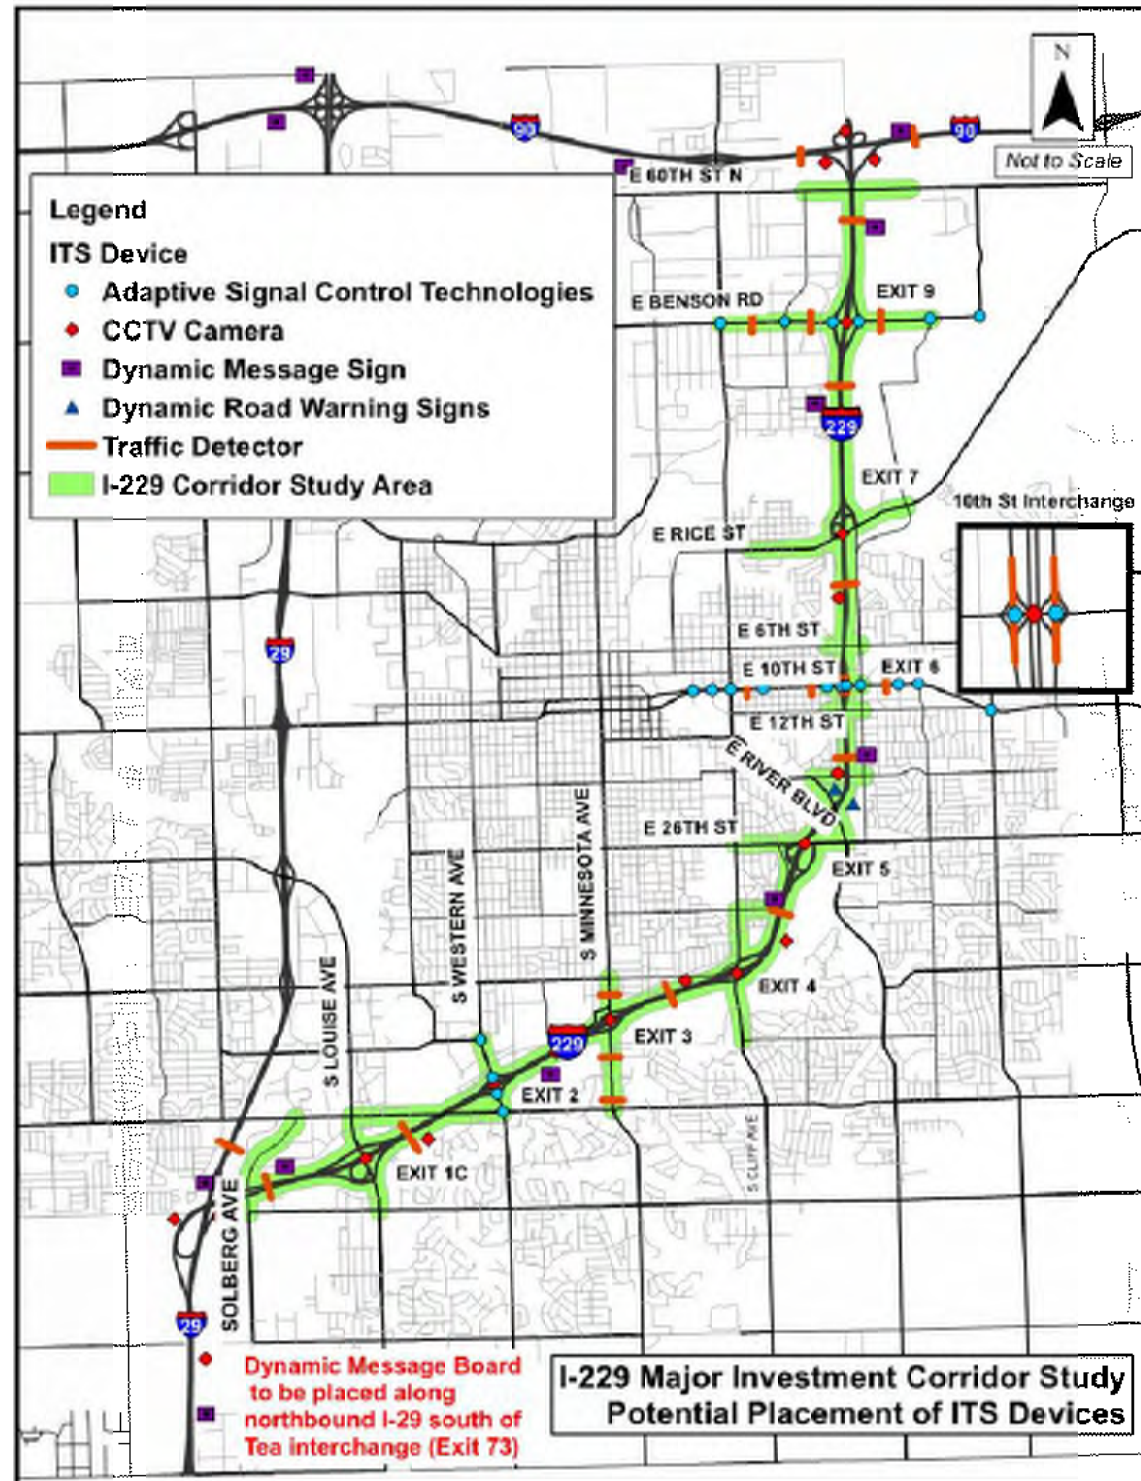 N
90
90
Not to Scale
E 60TH ST N
Legend
ITS Device
Adaptive Signal Control Technologies
CCTV Camera
Dynamic Message Sign
Dynamic Road Warning Signs
Traffic Detector
I-229 Corridor Study Area
E BENSON RD
EXIT 9
229
EXIT 7
10th St Interchange
E RICE ST
E 6TH ST
29
E 10TH ST
EXIT 6
E 12TH ST
E RIVER BLVD
E 26TH ST
EXIT 5
S MINNESOTA AVE
S WESTERN AVE
S LOUISE AVE
EXIT 4
EXIT 3
229
EXIT 2
S CLIFF AVE
EXIT 1C
SOLBERG AVE
29
Dynamic Message Board
to be placed along
northbound I-29 south of
Tea interchange (Exit 73)
I-229 Major Investment Corridor Study
Potential Placement of ITS Devices